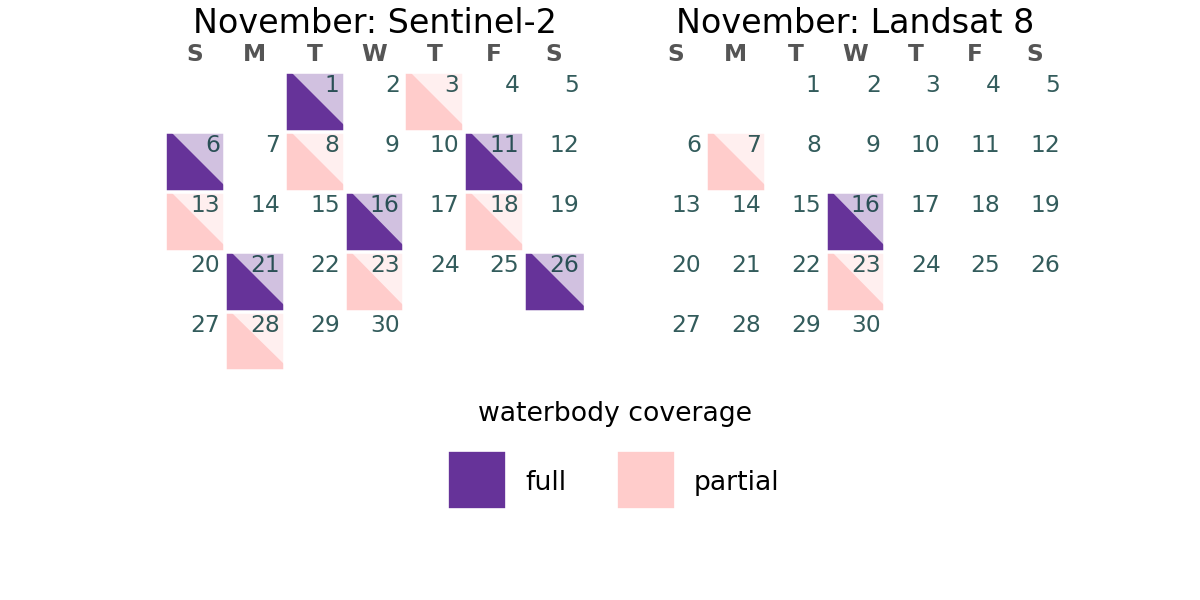 November: Sentinel-2
S M T W T F S
1 2 3 4 5
6 7 8 9 10 11 12
13 14 15 16 17 18 19
20 21 22 23 24 25 26
27 28 29 30
November: Landsat 8
S M T W T F S
1 2 3 4 5
6 7 8 9 10 11 12
13 14 15 16 17 18 19
20 21 22 23 24 25 26
27 28 29 30
waterbody coverage
full
partial